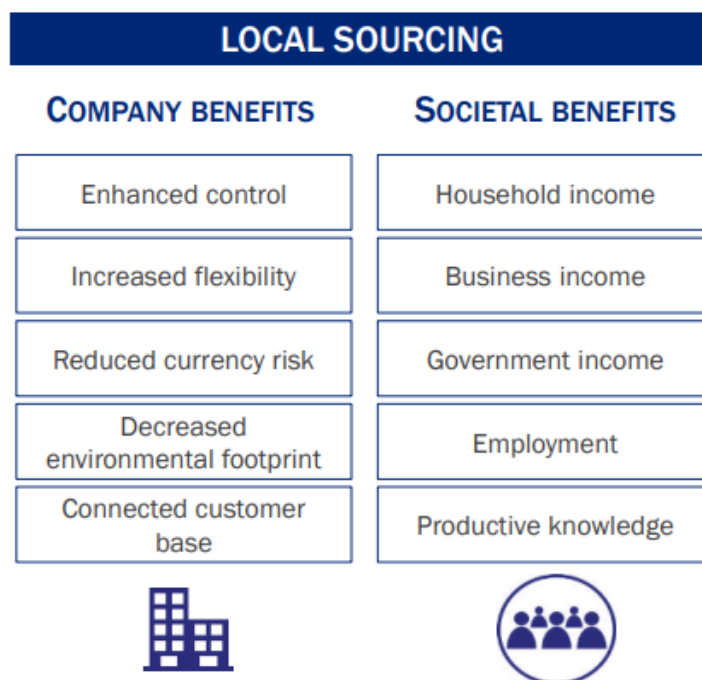 LOCAL SOURCING
COMPANY BENEFITS
Enhanced control
Increased flexibility
Reduced currency risk
Decreased
environmental footprint
Connected customer
base
SOCIETAL BENEFITS
Household income
Business income
Government income
Employment
Productive knowledge